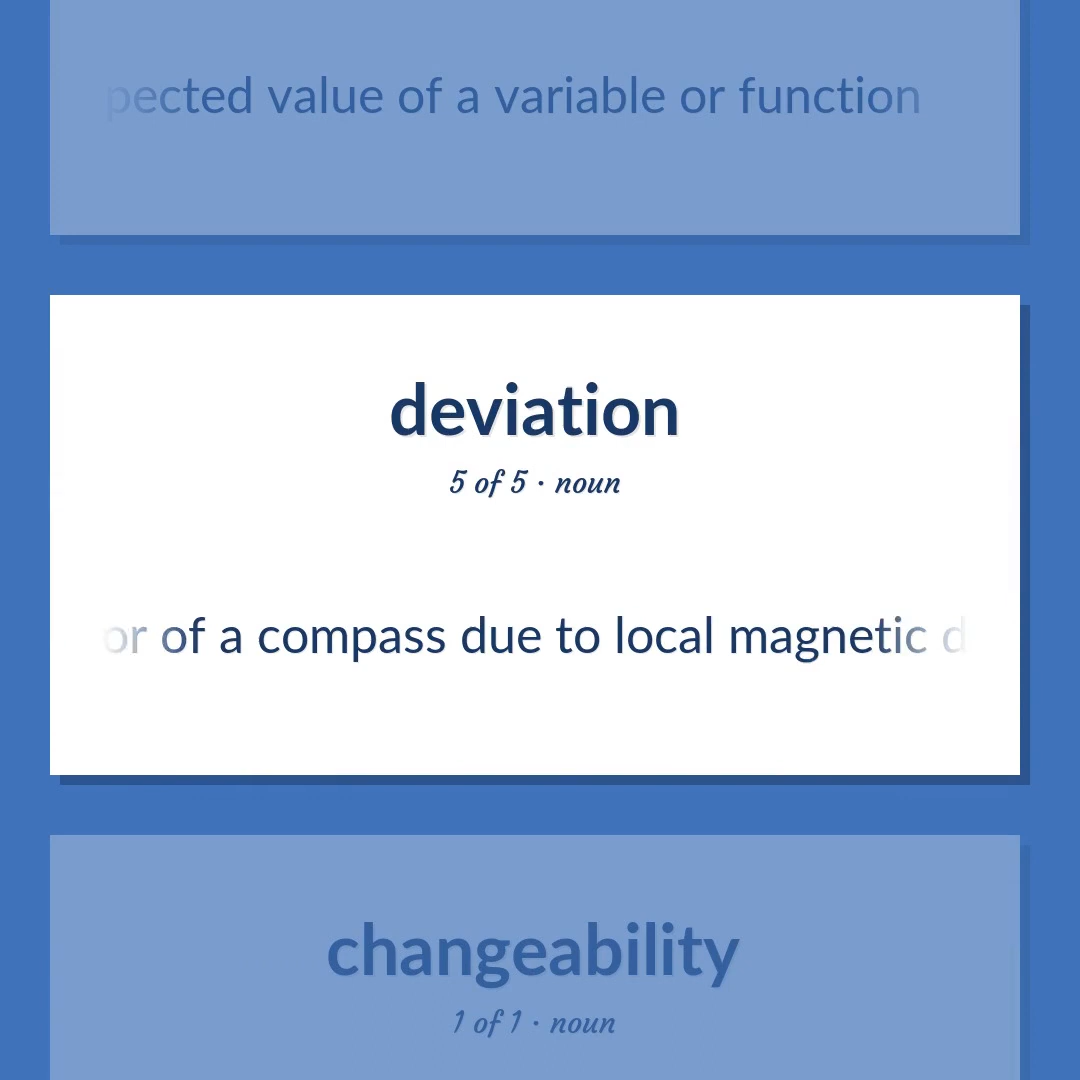 pected value of a variable or function
deviation
5 of 5 · noun
or of a compass due to local magnetic d
changeability
1 of 1 · noun